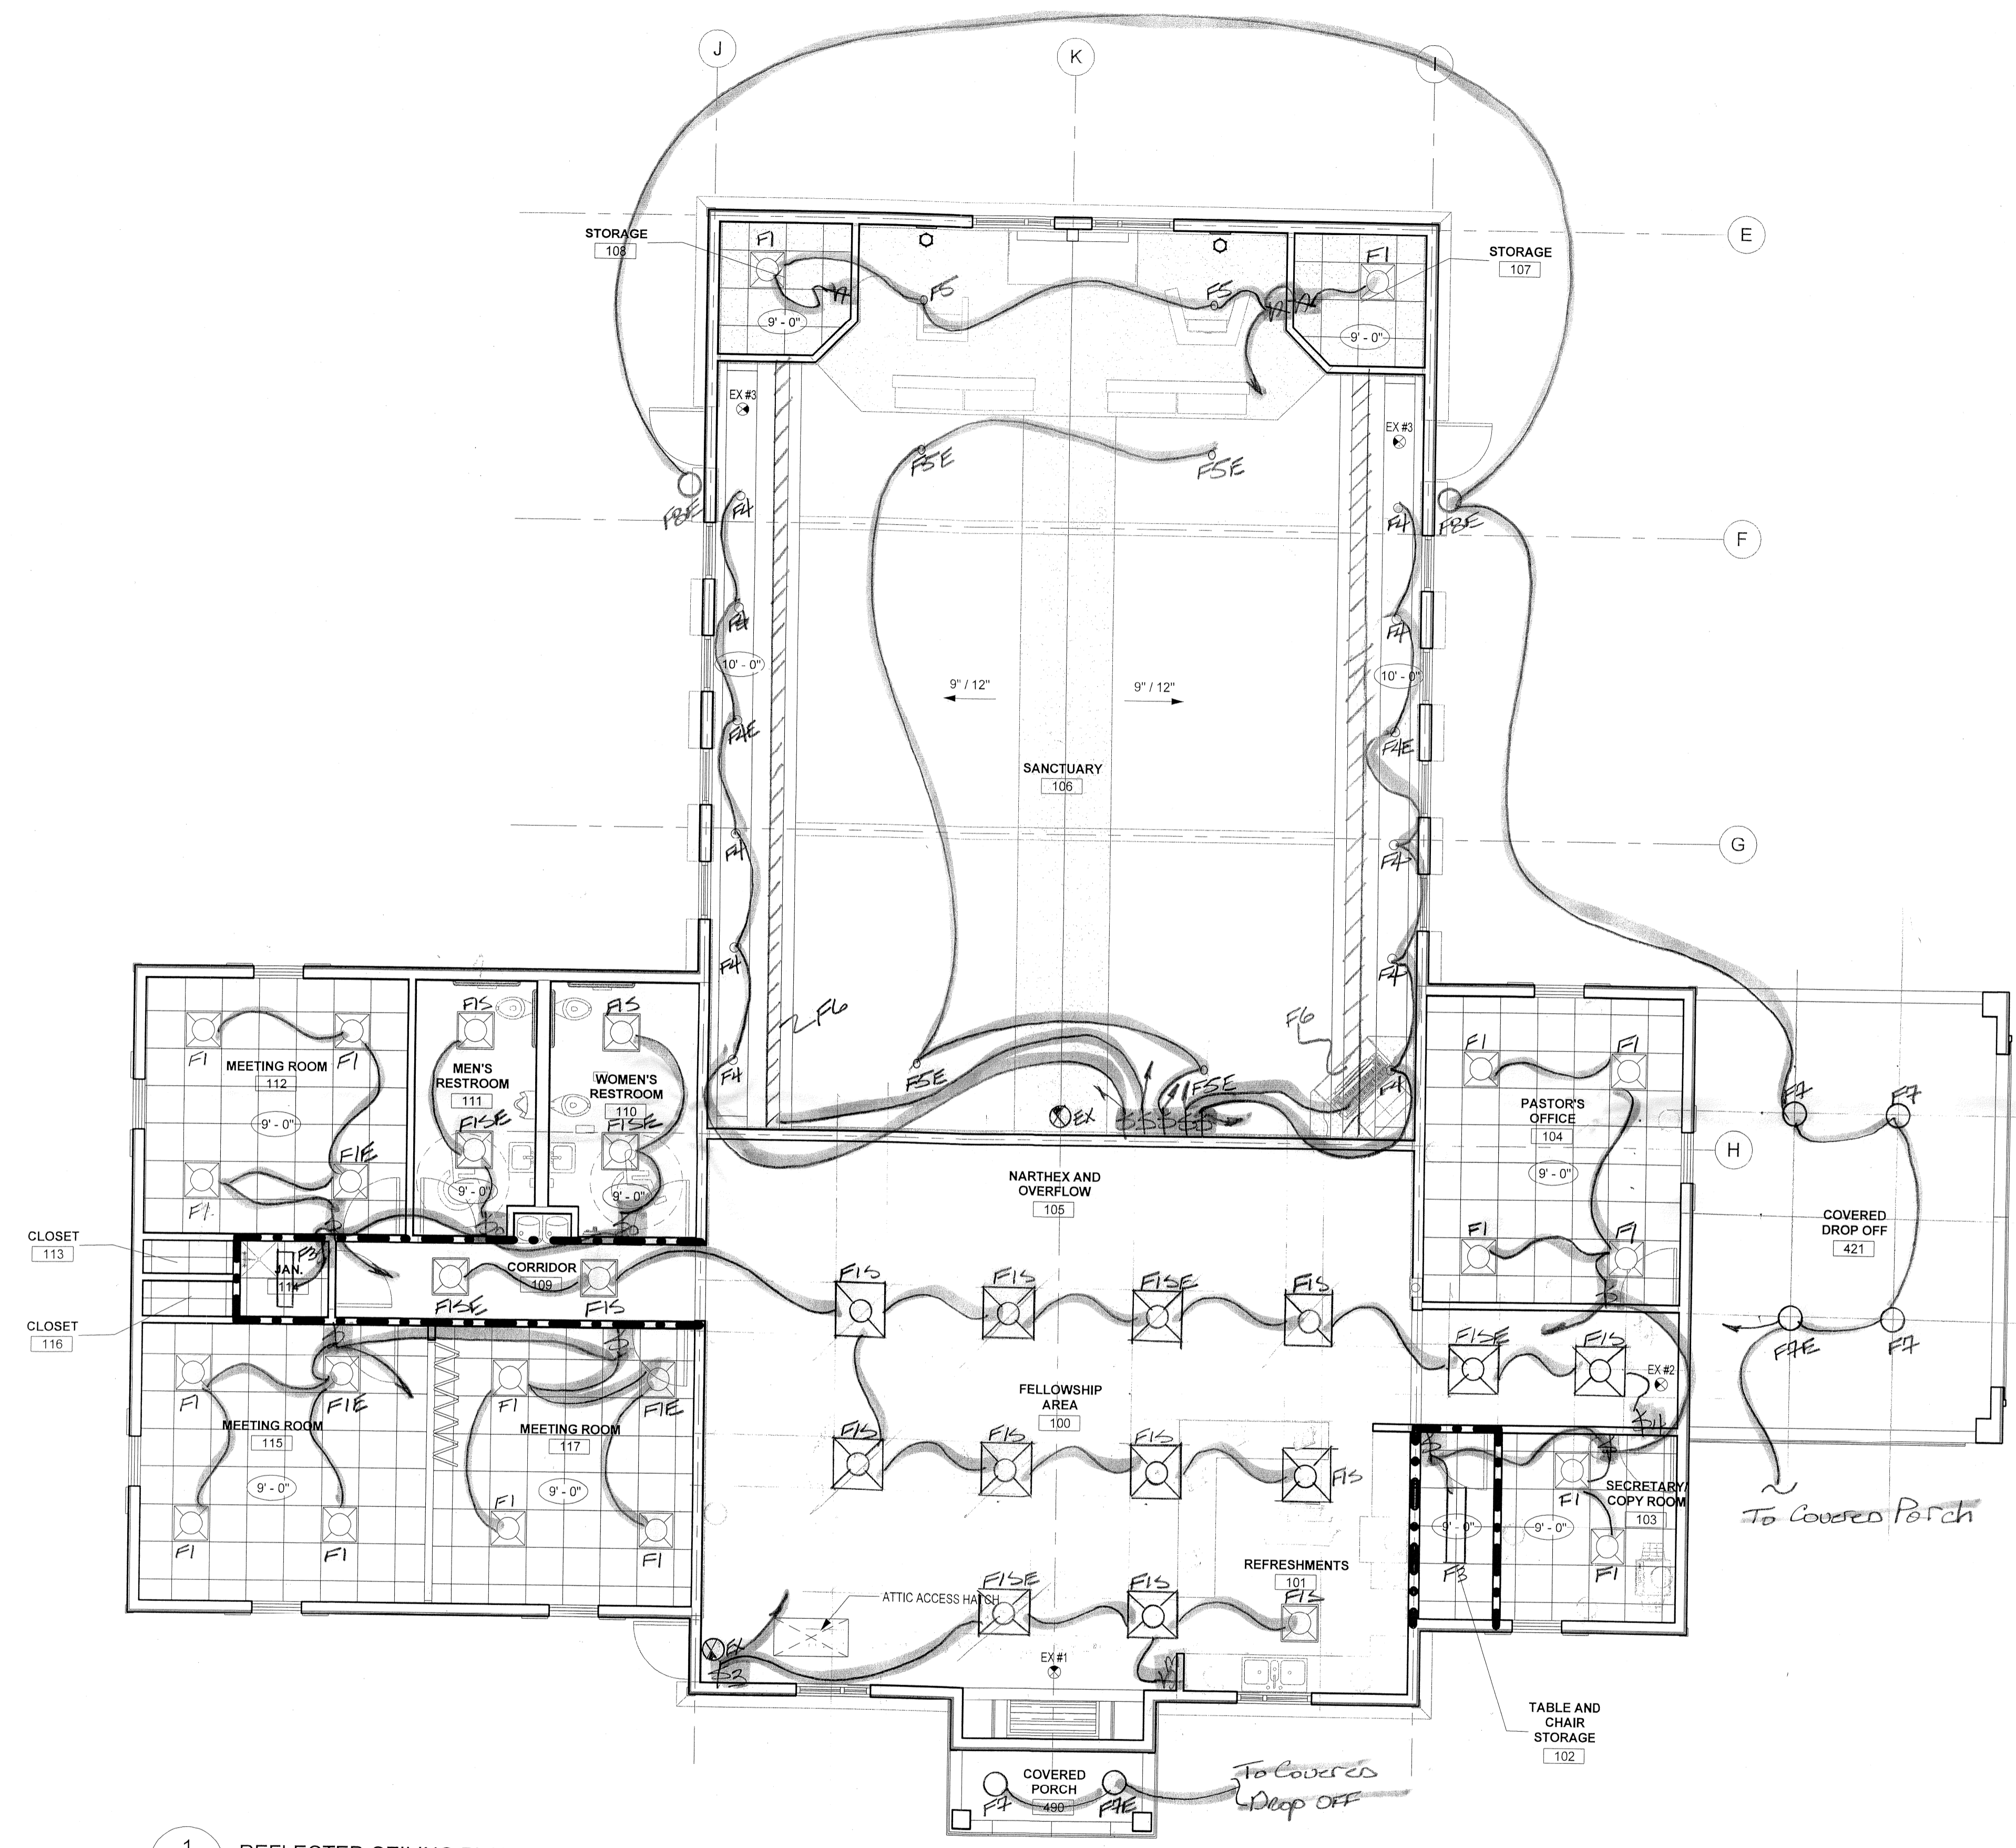 J
K
I
E
STORAGE
108
F1
F1
STORAGE
107
F5
F5
9' - 0"
9' - 0"
EX #3
EX #3
F5E
F5E
F8E
F4
F4
F8E
F
F4
F4
10' - 0"
10' - 0"
9" / 12"
9" / 12"
F4E
F4E
SANCTUARY
106
F4
F4
G
F4
F4
F6
F6
F1S
F1S
F1
F1
MEETING ROOM
112
MEN'S
RESTROOM
111
WOMEN'S
RESTROOM
110
F4
F5E
F5E
F4
F1
F1
PASTOR'S
OFFICE
104
F7
F7
9' - 0"
F1SE
F1SE
EX
H
F1E
F1
9' - 0"
9' - 0"
NARTHEX AND
OVERFLOW
105
9' - 0"
COVERED
DROP OFF
421
CLOSET
113
F3
JAN.
114
CORRIDOR
109
F1SE
F1S
F1S
F1S
F1SE
F1S
F1
F1
CLOSET
116
F1SE
F1S
F7E
F7
EX #2
F1
F1E
F1
F1E
FELLOWSHIP
AREA
100
MEETING ROOM
115
MEETING ROOM
117
F1S
F1S
F1S
F1S
$4
9' - 0"
9' - 0"
F1
SECRETARY/
COPY ROOM
103
To Covered Porch
9' - 0"
9' - 0"
F1
F1
F1
F1
REFRESHMENTS
101
F3
F1
F1SE
F1S
F1S
ATTIC ACCESS HATCH
EX
$3
EX #1
TABLE AND
CHAIR
STORAGE
102
COVERED
PORCH
490
F7
F7E
To Covered
Drop Off
1